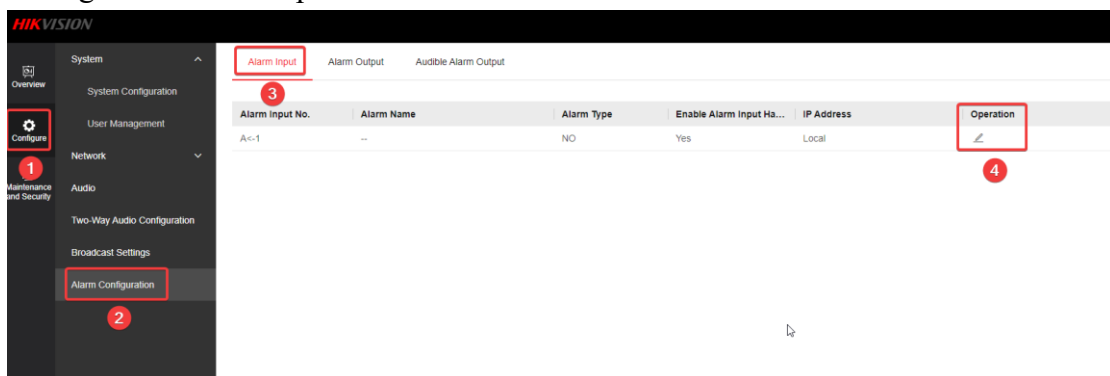 HIKVISION
Overview
Configure
1
Maintenance
and Security
System
System Configuration
User Management
Network
Audio
Two-Way Audio Configuration
Broadcast Settings
Alarm Configuration
2
Alarm Input Alarm Output Audible Alarm Output
3
Alarm Input No. Alarm Name Alarm Type Enable Alarm Input Ha... IP Address Operation
A<-1 -- NO Yes Local
4